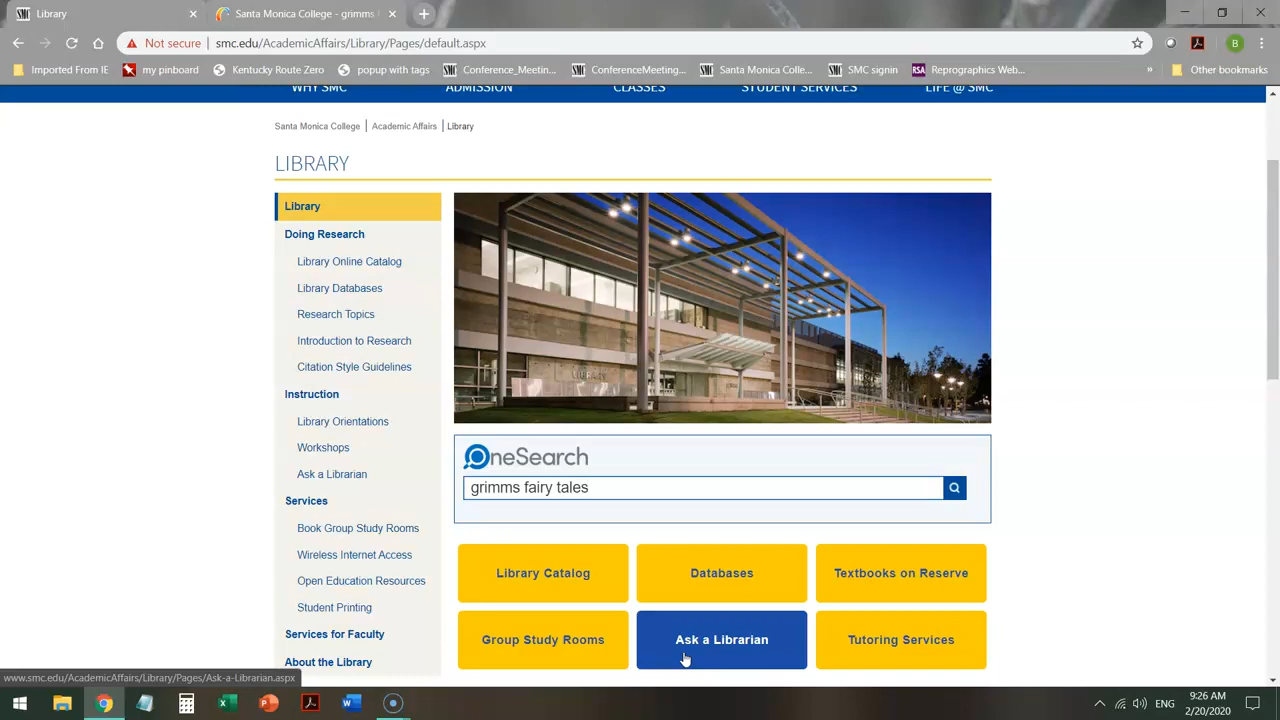 Library
Santa Monica College - grimms f
Not secure
smc.edu/AcademicAffairs/Library/Pages/default.aspx
B
Imported From IE
my pinboard
Kentucky Route Zero
popup with tags
Conference_Meetin...
ConferenceMeeting...
Santa Monica Colle...
SMC signin
Reprographics Web...
»
Other bookmarks
WHY SMC
ADMISSION
CLASSES
STUDENT SERVICES
LIFE @ SMC
Santa Monica College | Academic Affairs | Library
LIBRARY
Library
Doing Research
Library Online Catalog
Library Databases
Research Topics
Introduction to Research
Citation Style Guidelines
Instruction
Library Orientations
Workshops
Ask a Librarian
Services
Book Group Study Rooms
Wireless Internet Access
Open Education Resources
Student Printing
Services for Faculty
About the Library
LIBRARY
OneSearch
grimms fairy tales
Library Catalog
Databases
Textbooks on Reserve
Group Study Rooms
Ask a Librarian
Tutoring Services
www.smc.edu/AcademicAffairs/Library/Pages/Ask-a-Librarian.aspx
ENG
9:26 AM
2/20/2020